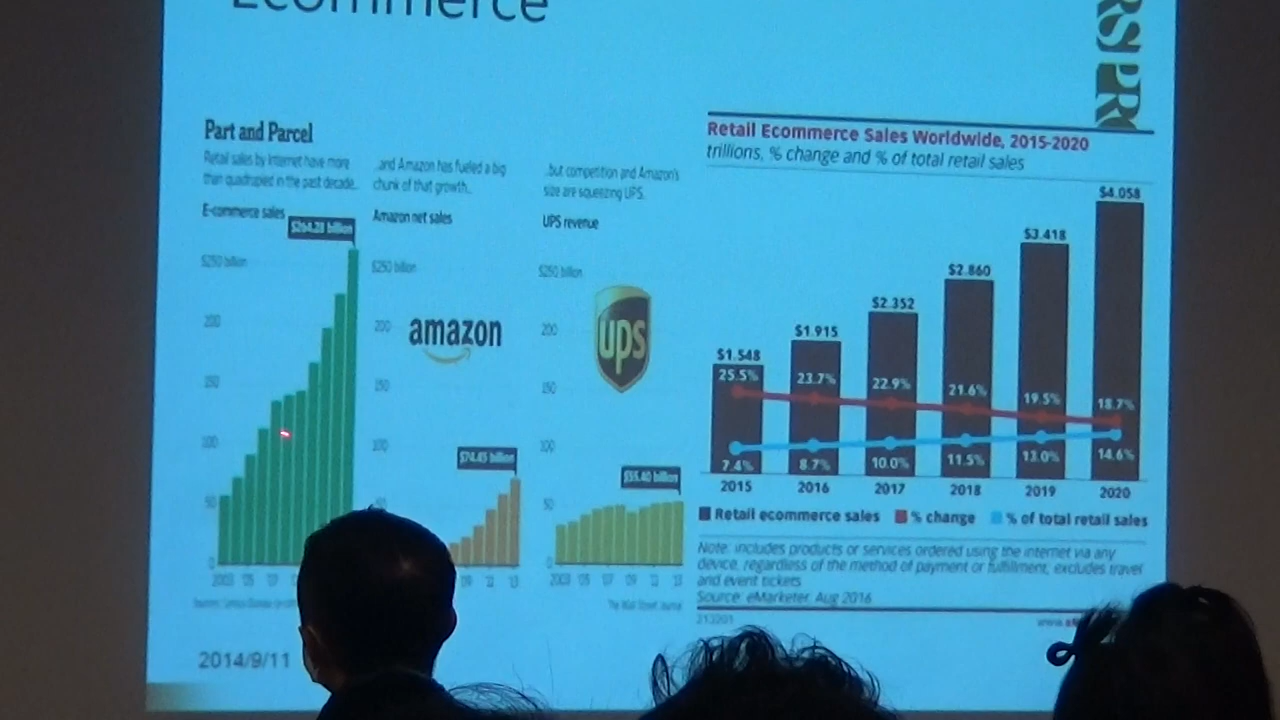 Ecommerce
RSPR
Part and Parcel
Retail sales by Internet have more
than quadrupled in the past decade...
...and Amazon has fueled a big
chunk of that growth...
...but competition and Amazon's
size are squeezing UPS.
E-commerce sales
$264.28 billion
$250 billion
200
150
100
50
0
2003 '05 '07
Amazon net sales
$250 billion
200
150
100
50
amazon
$74.45 billion
'09 '11 '13
UPS revenue
$250 billion
200
150
100
50
0
ups
$55.40 billion
2003 '05 '07 '09 '11 '13
The Wall Street Journal
2014/9/11
Retail Ecommerce Sales Worldwide, 2015-2020
trillions, % change and % of total retail sales
$1.548 $1.915 $2.352 $2.860 $3.418 $4.058
25.5% 23.7% 22.9% 21.6% 19.5% 18.7%
7.4% 8.7% 10.0% 11.5% 13.0% 14.6%
2015 2016 2017 2018 2019 2020
Retail ecommerce sales % change % of total retail sales
Note: includes products or services ordered using the internet via any
device, regardless of the method of payment or fulfillment; excludes travel
and event tickets
Source: eMarketer, Aug 2016
213201
www.